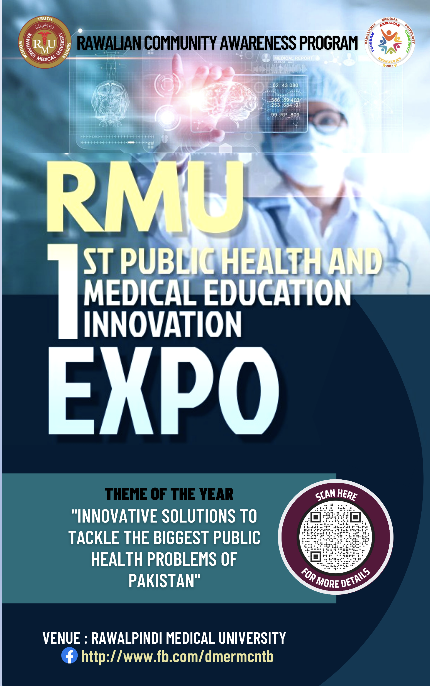 RAWALIAN COMMUNITY AWARENESS PROGRAM
RMU
RMU
1ST PUBLIC HEALTH AND
MEDICAL EDUCATION
INNOVATION
EXPO
THEME OF THE YEAR
"INNOVATIVE SOLUTIONS TO
TACKLE THE BIGGEST PUBLIC
HEALTH PROBLEMS OF
PAKISTAN"
SCAN HERE
FOR MORE DETAILS
VENUE : RAWALPINDI MEDICAL UNIVERSITY
http://www.fb.com/dmermcntb